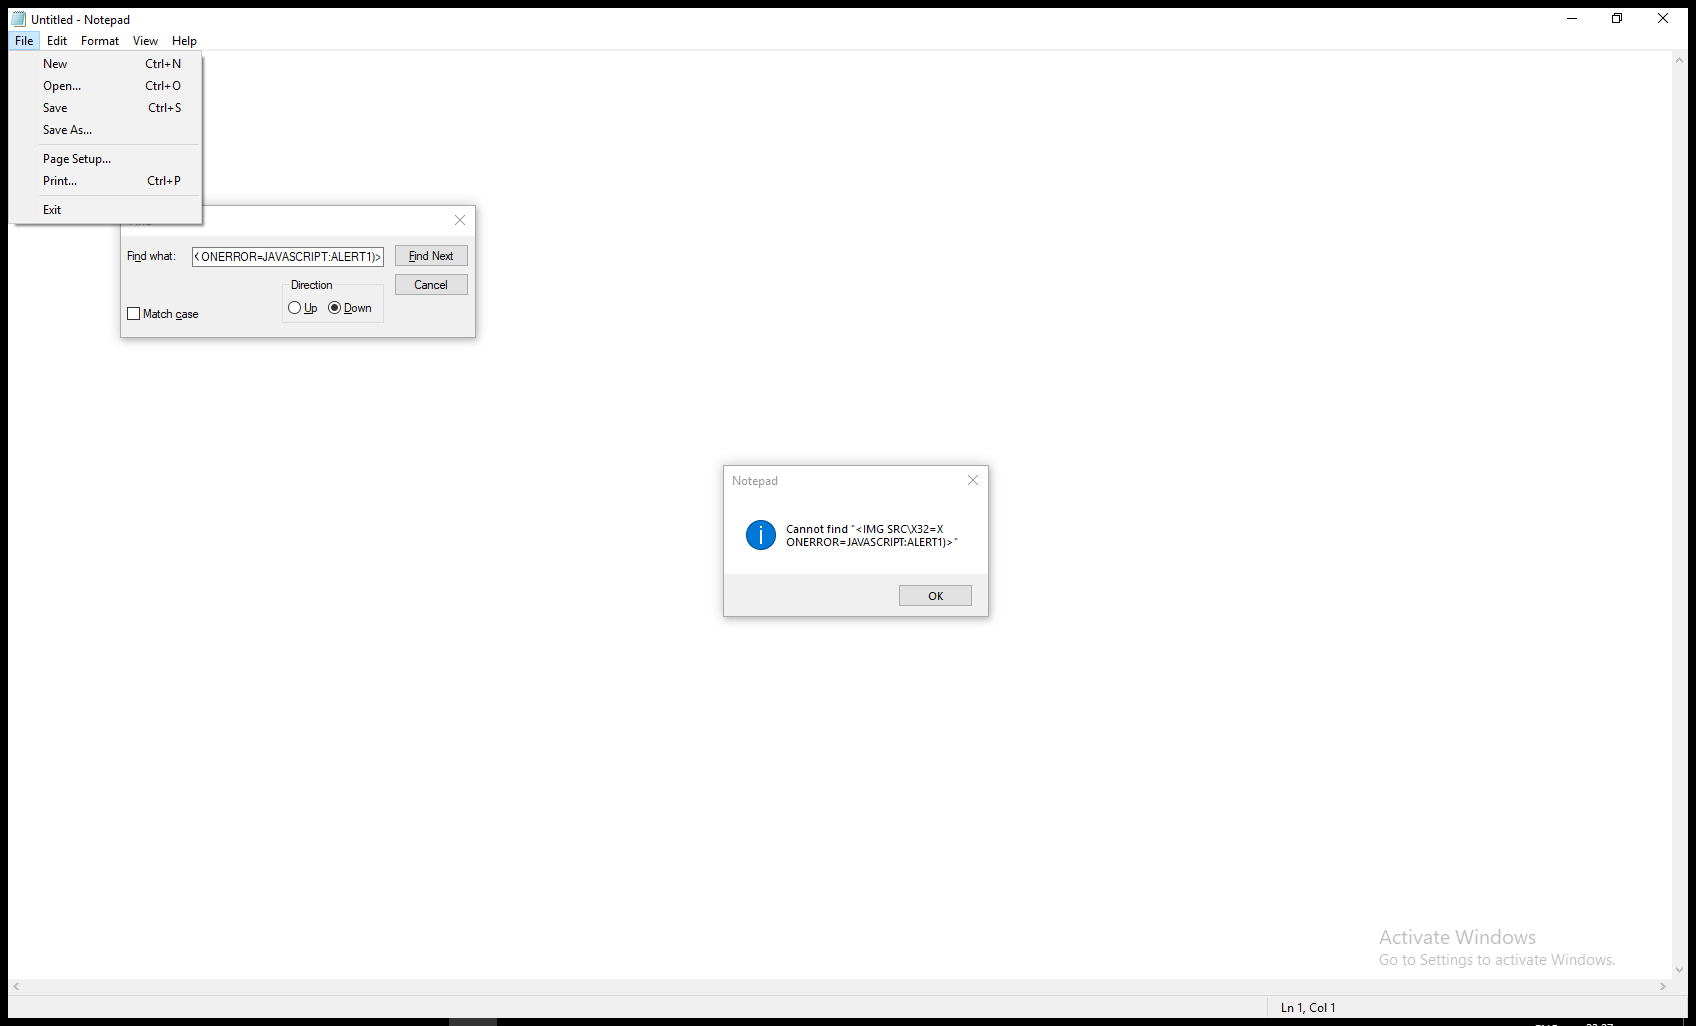 Untitled - Notepad
File Edit Format View Help
New Ctrl+N
Open... Ctrl+O
Save Ctrl+S
Save As...
Page Setup...
Print... Ctrl+P
Exit
Find what: ONERROR=JAVASCRIPT:ALERT1)> Find Next
Direction Cancel
Up Down
Match case
Notepad
Cannot find "<IMG SRC\X32=X
ONERROR=JAVASCRIPT:ALERT1)>"
OK
Activate Windows
Go to Settings to activate Windows.
Ln 1, Col 1